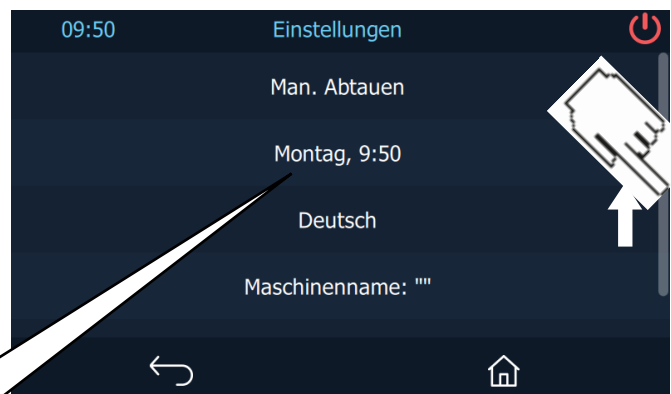 09:50 Einstellungen
Man. Abtauen
Montag, 9:50
Deutsch
Maschinenname: ""